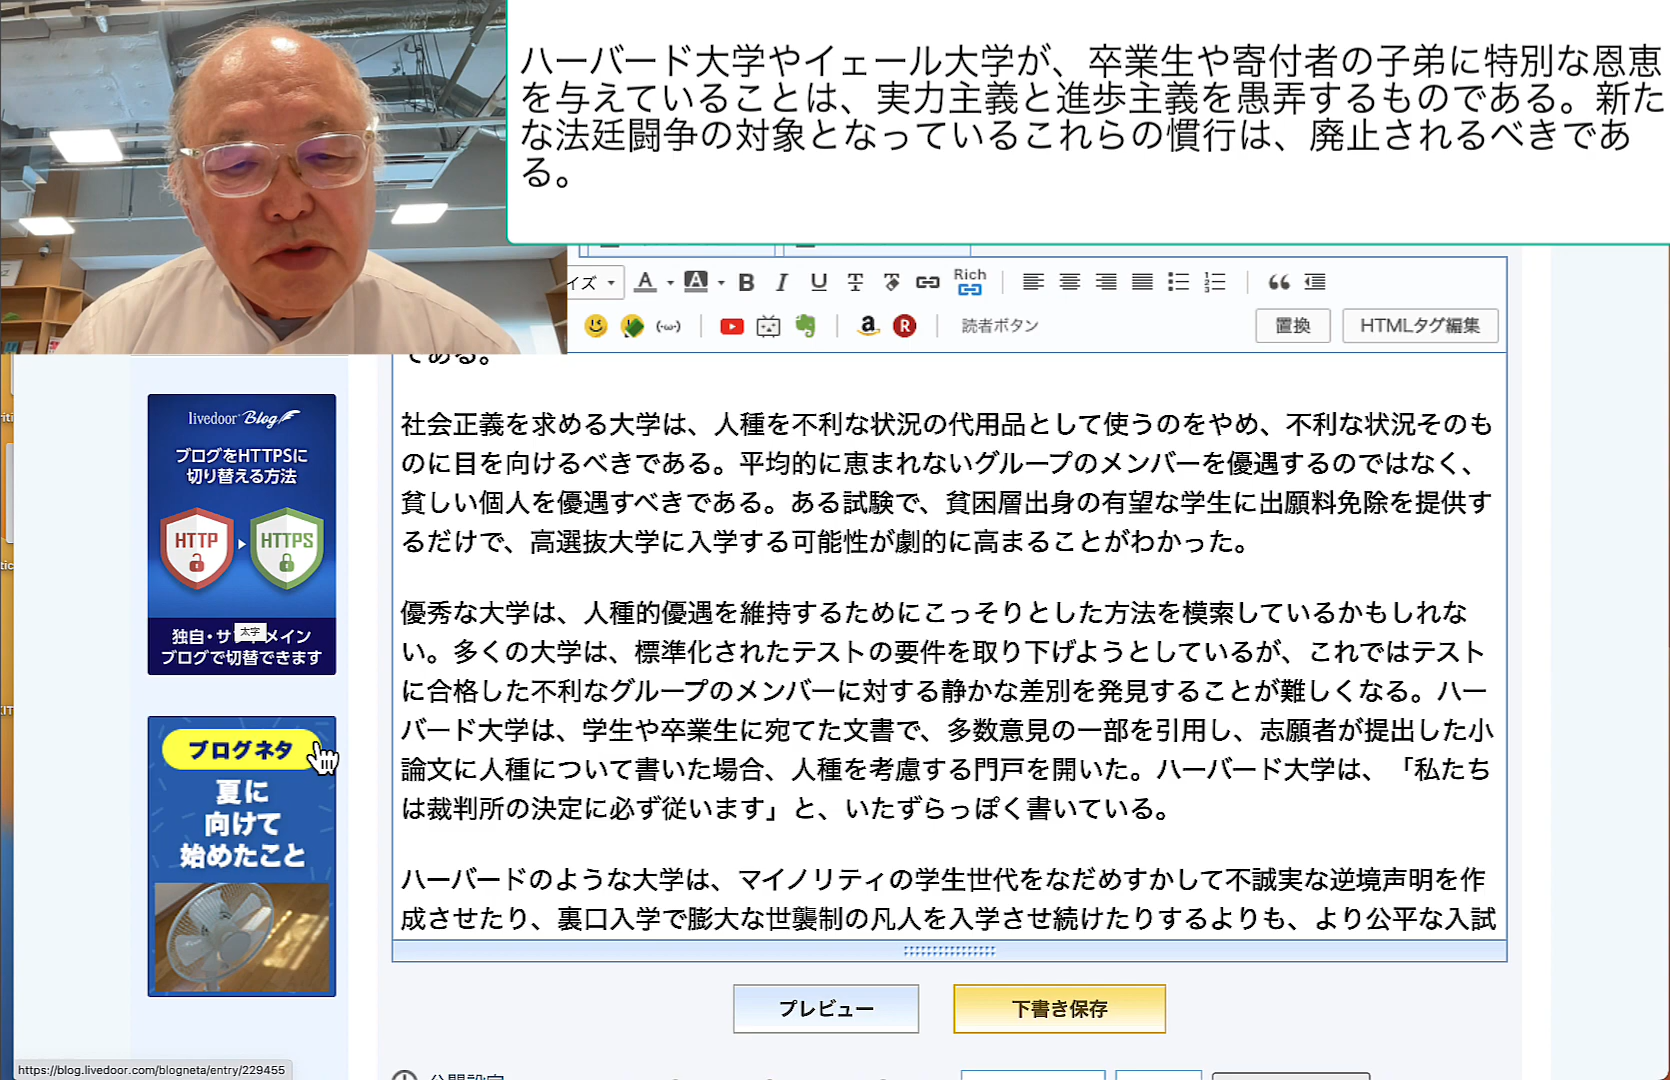 ハーバード大学やイェール大学が、卒業生や寄付者の子弟に特別な恩恵
を与えていることは、実力主義と進歩主義を愚弄するものである。新た
な法廷闘争の対象となっているこれらの慣行は、廃止されるべきであ
る。
イズ
Rich
読者ボタン
置換
HTMLタグ編集
である。
社会正義を求める大学は、人種を不利な状況の代用品として使うのをやめ、不利な状況そのも
のに目を向けるべきである。平均的に恵まれないグループのメンバーを優遇するのではなく、
貧しい個人を優遇すべきである。ある試験で、貧困層出身の有望な学生に出願料免除を提供す
るだけで、高選抜大学に入学する可能性が劇的に高まることがわかった。
優秀な大学は、人種的優遇を維持するためにこっそりとした方法を模索しているかもしれな
い。多くの大学は、標準化されたテストの要件を取り下げようとしているが、これではテスト
に合格した不利なグループのメンバーに対する静かな差別を発見することが難しくなる。ハー
バード大学は、学生や卒業生に宛てた文書で、多数意見の一部を引用し、志願者が提出した小
論文に人種について書いた場合、人種を考慮する門戸を開いた。ハーバード大学は、「私たち
は裁判所の決定に必ず従います」と、いたずらっぽく書いている。
ハーバードのような大学は、マイノリティの学生世代をなだめすかして不誠実な逆境声明を作
成させたり、裏口入学で膨大な世襲制の凡人を入学させ続けたりするよりも、より公平な入試
livedoor Blog
ブログをHTTPSに
切り替える方法
HTTP
HTTPS
独自・サ
メイン
太字
ブログで切替できます
ブログネタ
夏に
向けて
始めたこと
プレビュー
下書き保存
https://blog.livedoor.com/blogneta/entry/229455